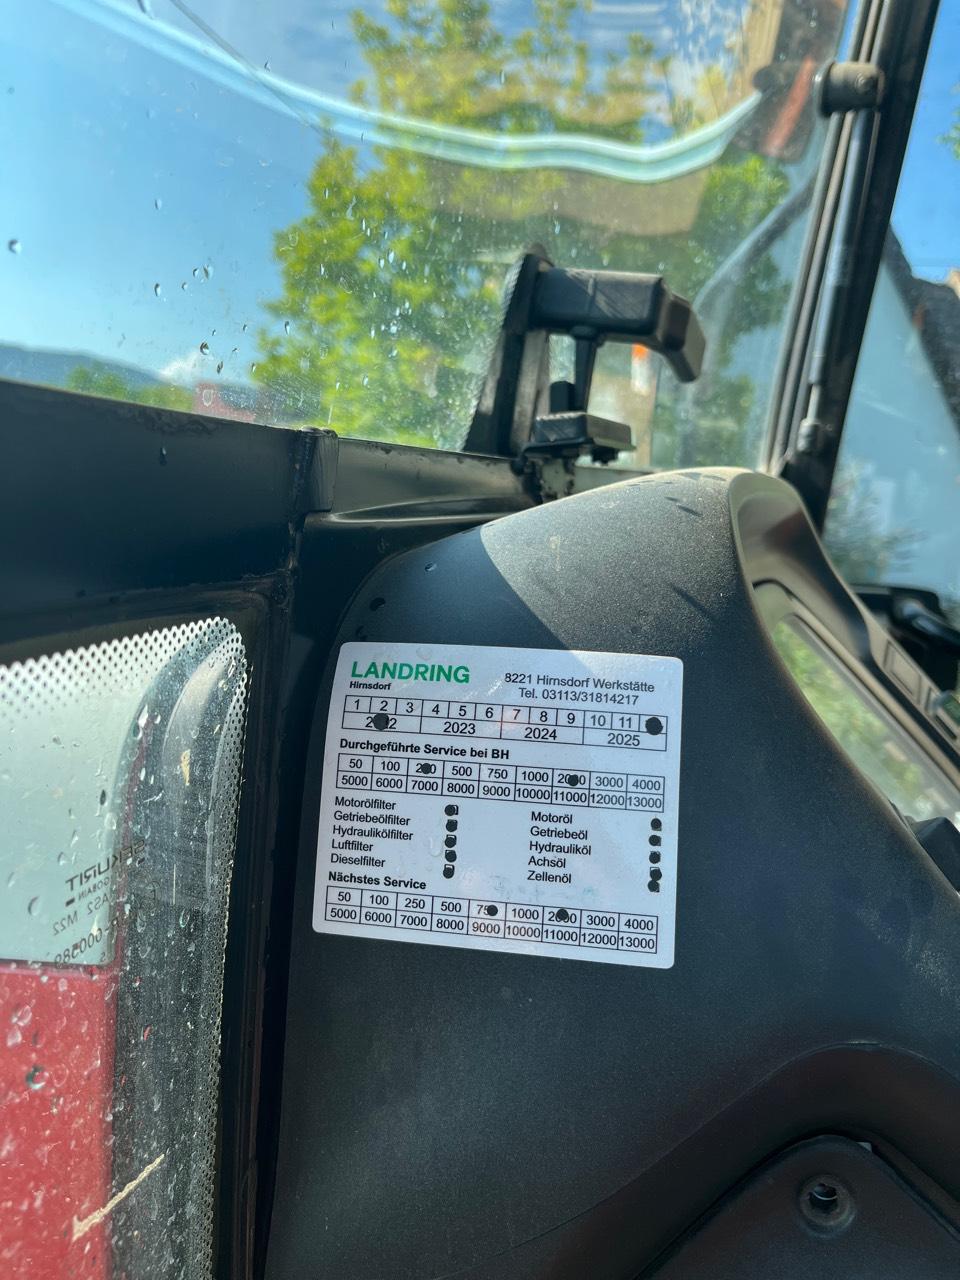 LANDRING
Hirnsdorf
8221 Hirnsdorf Werkstätte
Tel. 03113/31814217
1 2 3 4 5 6 7 8 9 10 11
2023 2024 2025
Durchgeführte Service bei BH
50 100 500 750 1000 3000 4000
5000 6000 7000 8000 9000 10000 11000 12000 13000
Motorölfilter
Getriebeölfilter
Hydraulikölfilter
Luftfilter
Dieselfilter
Motoröl
Getriebeöl
Hydrauliköl
Achsöl
Zellenöl
Nächstes Service
50 100 250 500 1000 3000 4000
5000 6000 7000 8000 9000 10000 11000 12000 13000
SEKURIT